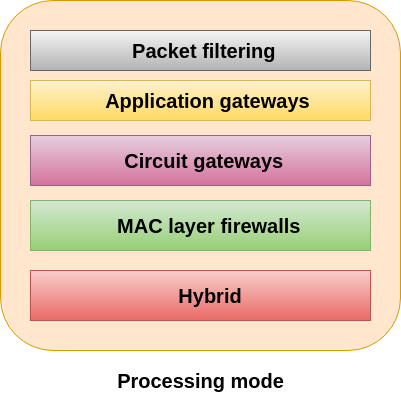 Packet filtering
Application gateways
Circuit gateways
MAC layer firewalls
Hybrid
Processing mode